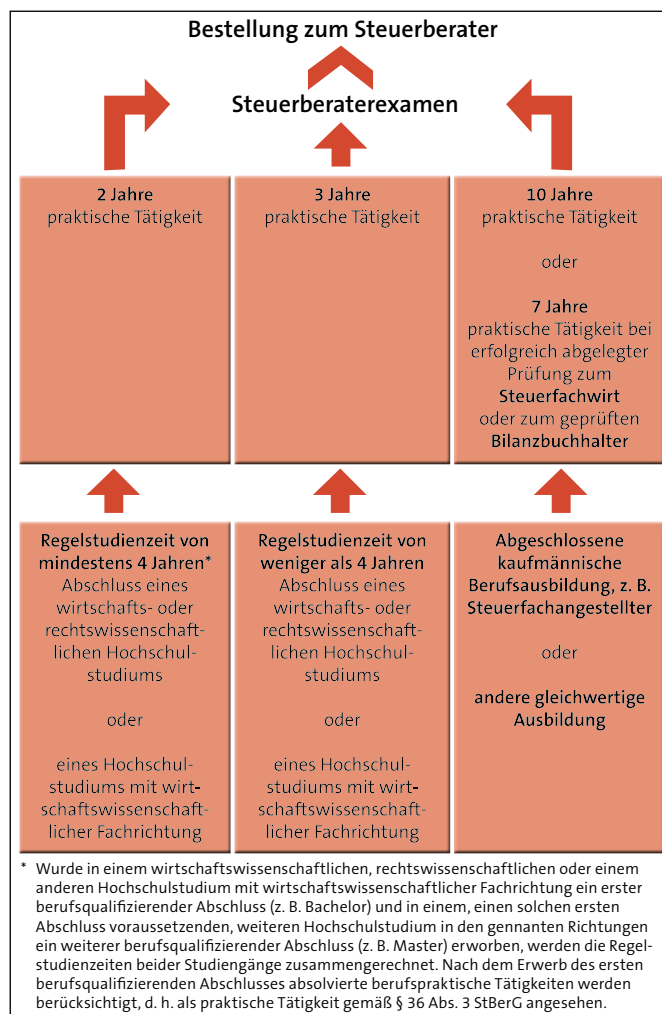 Bestellung zum Steuerberater
Steuerberaterexamen
2 Jahre
praktische Tätigkeit
3 Jahre
praktische Tätigkeit
10 Jahre
praktische Tätigkeit
oder
7 Jahre
praktische Tätigkeit bei
erfolgreich abgelegter
Prüfung zum
Steuerfachwirt
oder zum geprüften
Bilanzbuchhalter
Regelstudienzeit von
mindestens 4 Jahren*
Abschluss eines
wirtschafts- oder
rechtswissenschaft-
lichen Hochschul-
studiums
oder
eines Hochschul-
studiums mit wirt-
schaftswissenschaft-
licher Fachrichtung
Regelstudienzeit von
weniger als 4 Jahren
Abschluss eines
wirtschafts- oder
rechtswissenschaft-
lichen Hochschul-
studiums
oder
eines Hochschul-
studiums mit wirt-
schaftswissenschaft-
licher Fachrichtung
Abgeschlossene
kaufmännische
Berufsausbildung, z. B.
Steuerfachangestellter
oder
andere gleichwertige
Ausbildung
* Wurde in einem wirtschaftswissenschaftlichen, rechtswissenschaftlichen oder einem
anderen Hochschulstudium mit wirtschaftswissenschaftlicher Fachrichtung ein erster
berufsqualifizierender Abschluss (z. B. Bachelor) und in einem, einen solchen ersten
Abschluss voraussetzenden, weiteren Hochschulstudium in den gennanten Richtungen
ein weiterer berufsqualifizierender Abschluss (z. B. Master) erworben, werden die Regel-
studienzeiten beider Studiengänge zusammengerechnet. Nach dem Erwerb des ersten
berufsqualifizierenden Abschlusses absolvierte berufspraktische Tätigkeiten werden
berücksichtigt, d. h. als praktische Tätigkeit gemäß § 36 Abs. 3 StBerG angesehen.